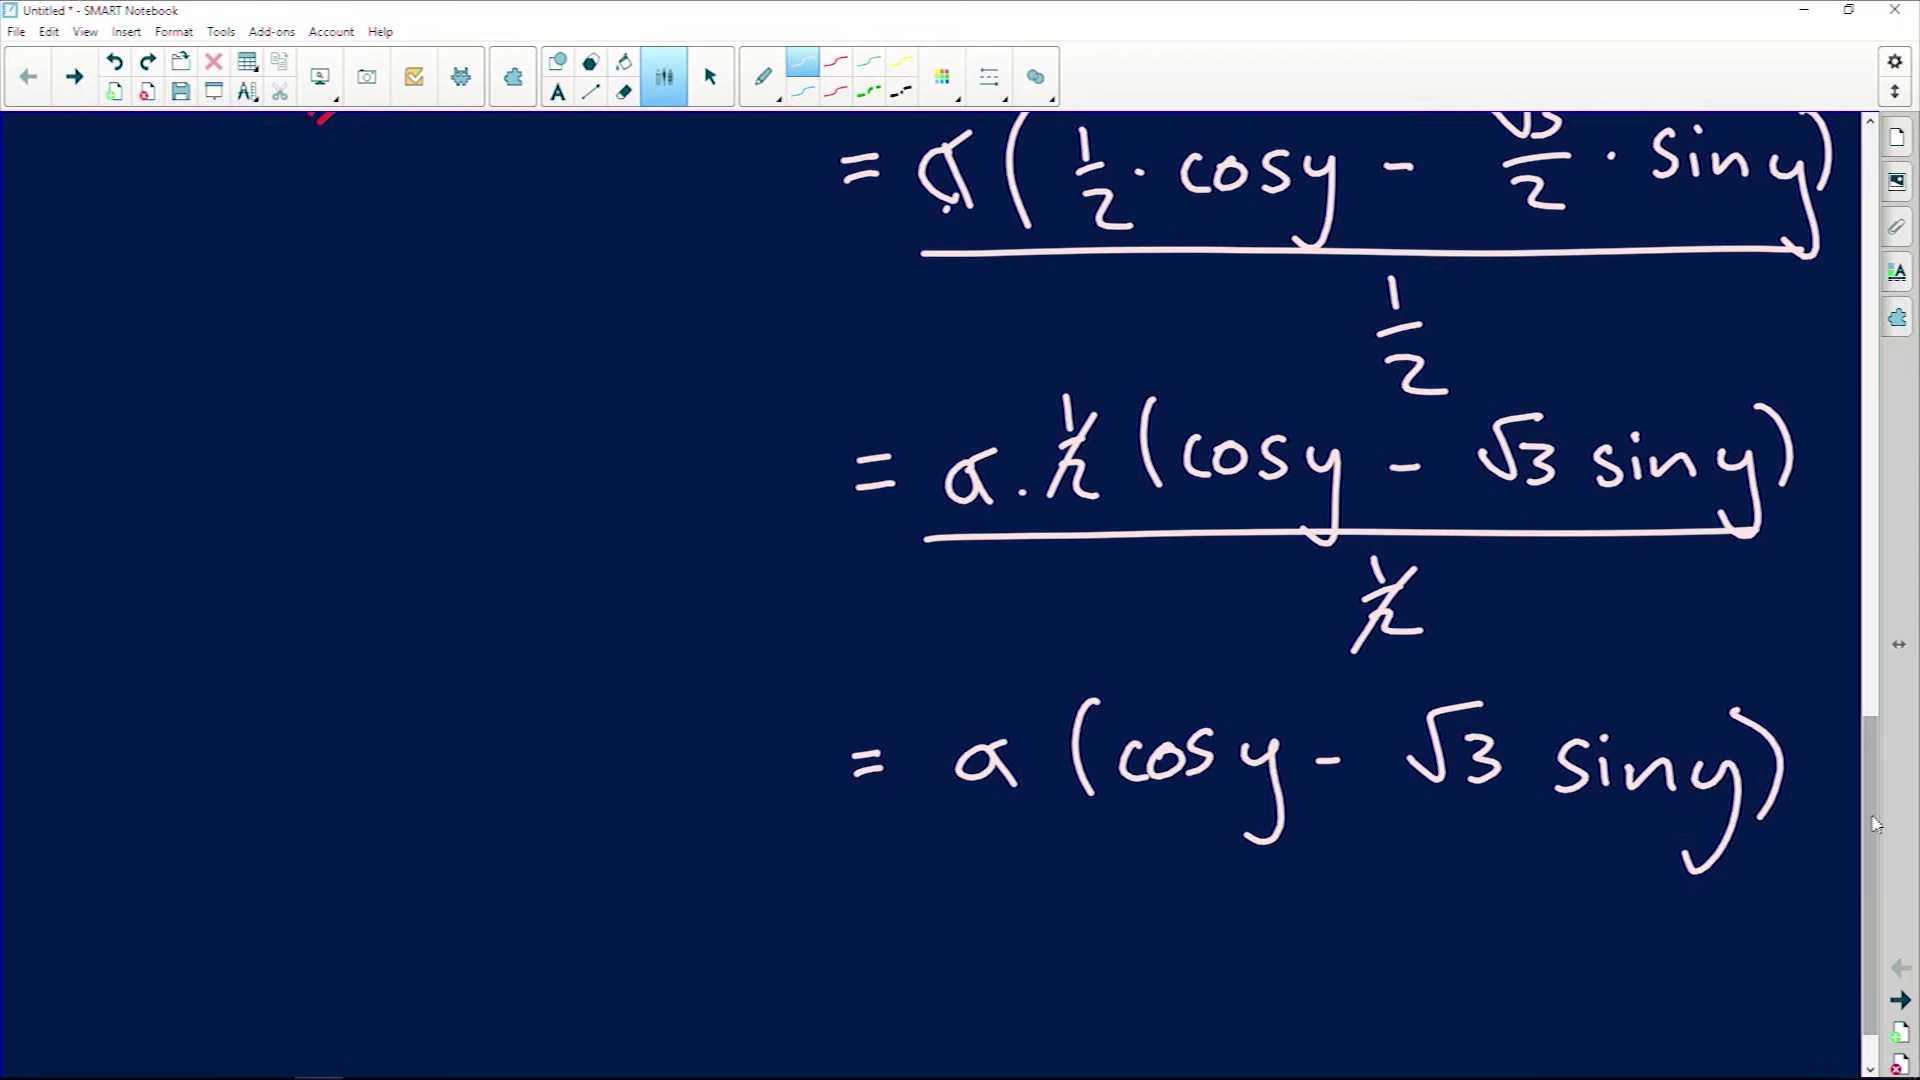 Untitled * - SMART Notebook
File Edit View Insert Format Tools Add-ons Account Help
= a ( 1/2 · cosy - √3/2 · siny )
1/2
= a . 1/2 ( cosy - √3 siny )
1/2
= a ( cosy - √3 siny )